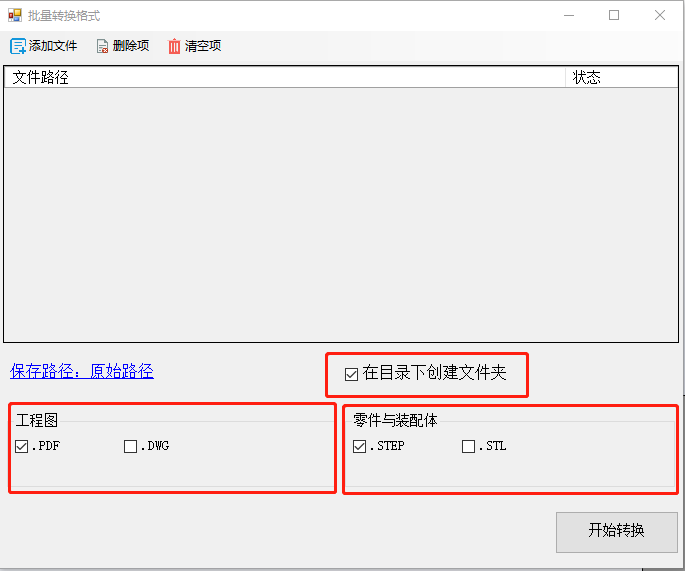 批量转换格式
添加文件 删除项 清空项
文件路径 状态
保存路径：原始路径 在目录下创建文件夹
工程图 零件与装配体
.PDF .DWG .STEP .STL
开始转换